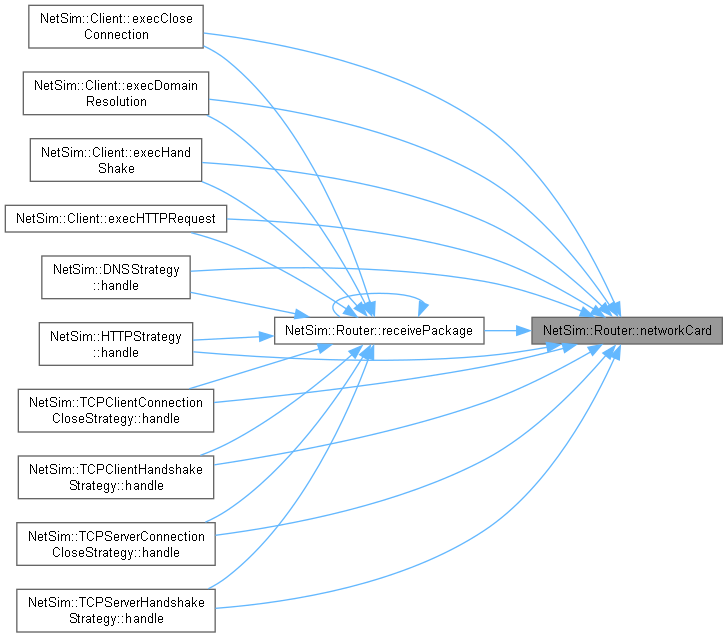 NetSim::Client::execClose
Connection
NetSim::Client::execDomain
Resolution
NetSim::Client::execHand
Shake
NetSim::Client::execHTTPRequest
NetSim::DNSStrategy
::handle
NetSim::HTTPStrategy
::handle
NetSim::TCPClientConnection
CloseStrategy::handle
NetSim::TCPClientHandshake
Strategy::handle
NetSim::TCPServerConnection
CloseStrategy::handle
NetSim::TCPServerHandshake
Strategy::handle
NetSim::Router::receivePackage
NetSim::Router::networkCard